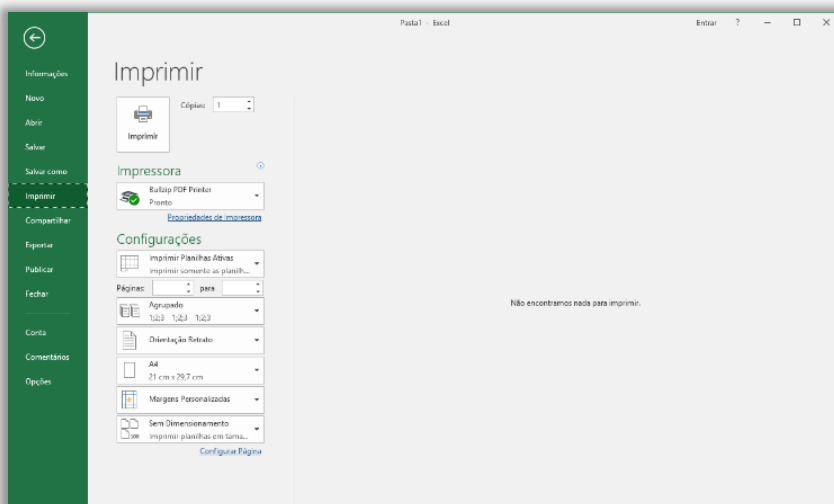 Pasta1 - Excel
Entrar ?
Informações
Novo
Abrir
Salvar
Salvar como
Imprimir
Compartilhar
Exportar
Publicar
Fechar
Conta
Comentários
Opções
Imprimir
Cópias: 1
Imprimir
Impressora
Bullzip PDF Printer
Pronto
Propriedades de Impressora
Configurações
Imprimir Planilhas Ativas
Imprimir somente as planilh...
Páginas: para
Agrupado
1;2;3 1;2;3 1;2;3
Orientação Retrato
A4
21 cm x 29,7 cm
Margens Personalizadas
Sem Dimensionamento
Imprimir planilhas em tama...
Configurar Página
Não encontramos nada para imprimir.